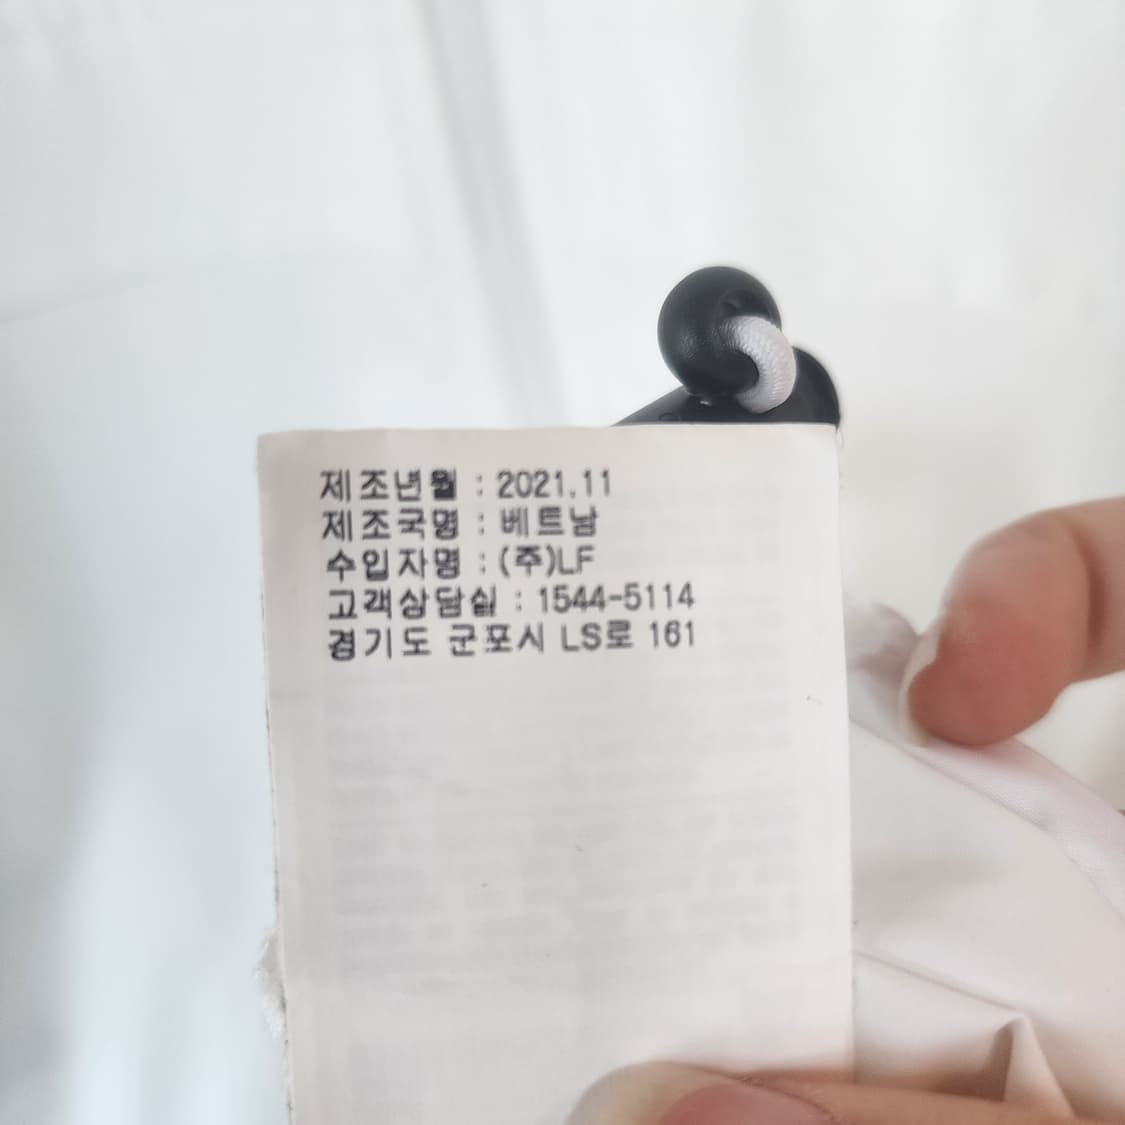 제조년월 : 2021.11
제조국명 : 베트남
수입자명 : (주)LF
고객상담실 : 1544-5114
경기도 군포시 LS로 161